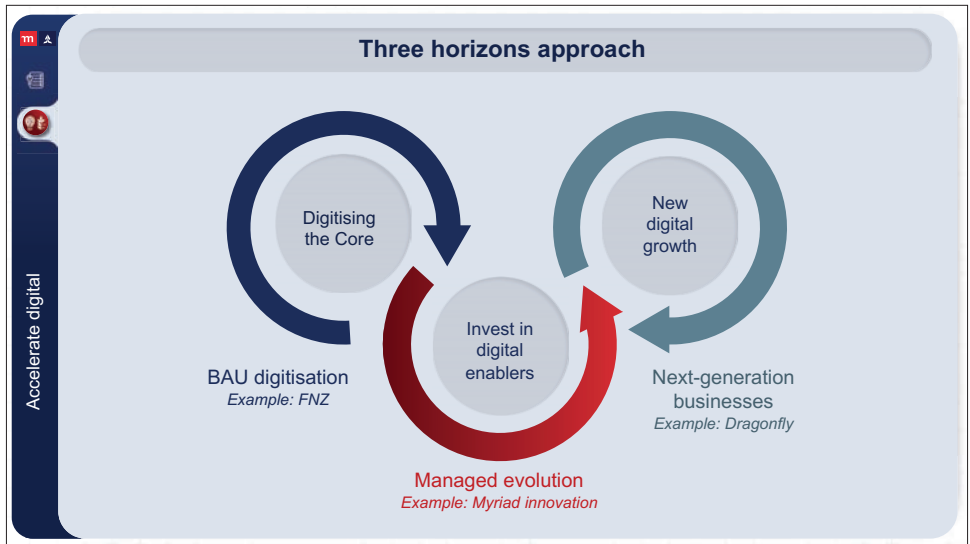 Three horizons approach
m
Accelerate digital
Digitising
the Core
New
digital
growth
Invest in
digital
enablers
BAU digitisation
Example: FNZ
Next-generation
businesses
Example: Dragonfly
Managed evolution
Example: Myriad innovation